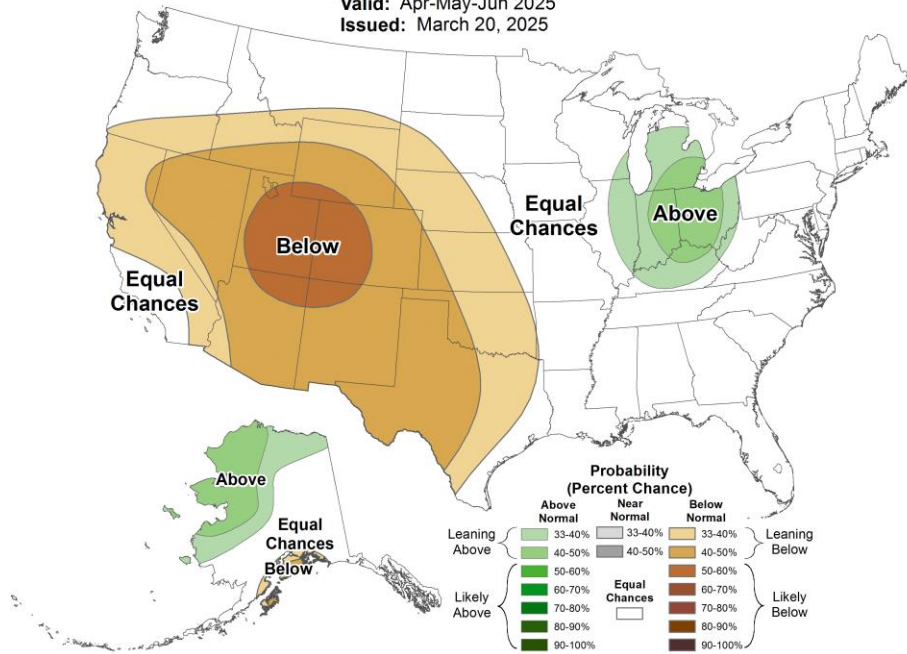 Valid: Apr-May-Jun 2025
Issued: March 20, 2025
Equal
Chances
Above
Below
Equal
Chances
Above
Equal
Chances
Below
Probability
(Percent Chance)
Above
Normal
Near
Normal
Below
Normal
Leaning
Above
33-40%
33-40%
33-40%
Leaning
Below
40-50%
40-50%
40-50%
Likely
Above
50-60%
60-70%
70-80%
80-90%
90-100%
Equal
Chances
50-60%
60-70%
70-80%
80-90%
90-100%
Likely
Below